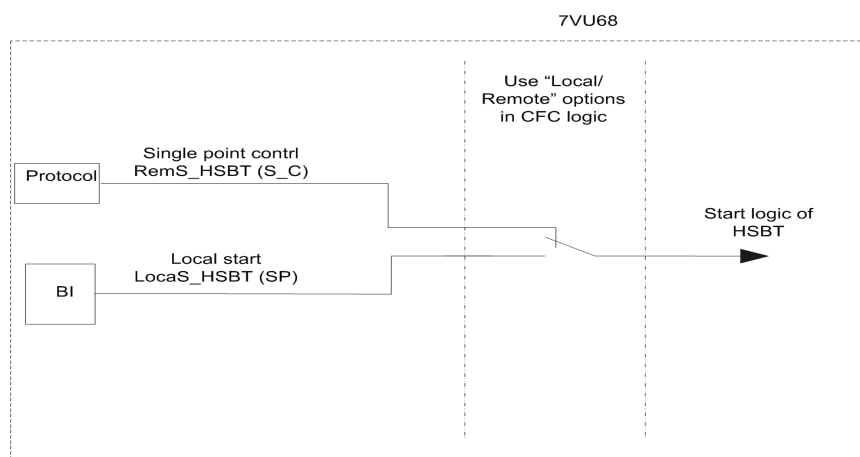 7VU68
Use “Local/
Remote” options
in CFC logic
Protocol
Single point contrl
RemS_HSBT (S_C)
Start logic of
HSBT
Local start
LocaS_HSBT (SP)
BI